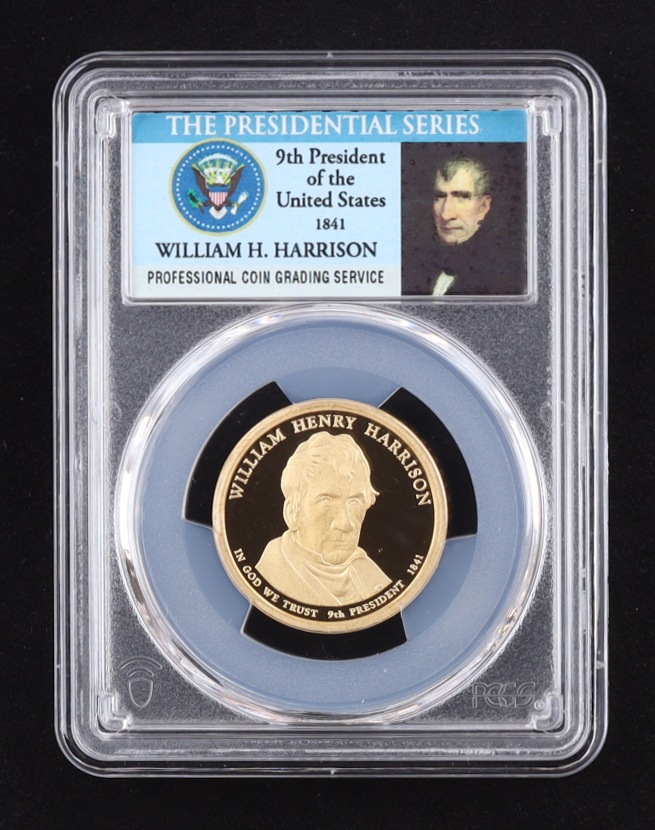 THE PRESIDENTIAL SERIES
9th President
of the
United States
1841
WILLIAM H. HARRISON
PROFESSIONAL COIN GRADING SERVICE
WILLIAM HENRY HARRISON
IN GOD WE TRUST 9th PRESIDENT 1841
PCGS®